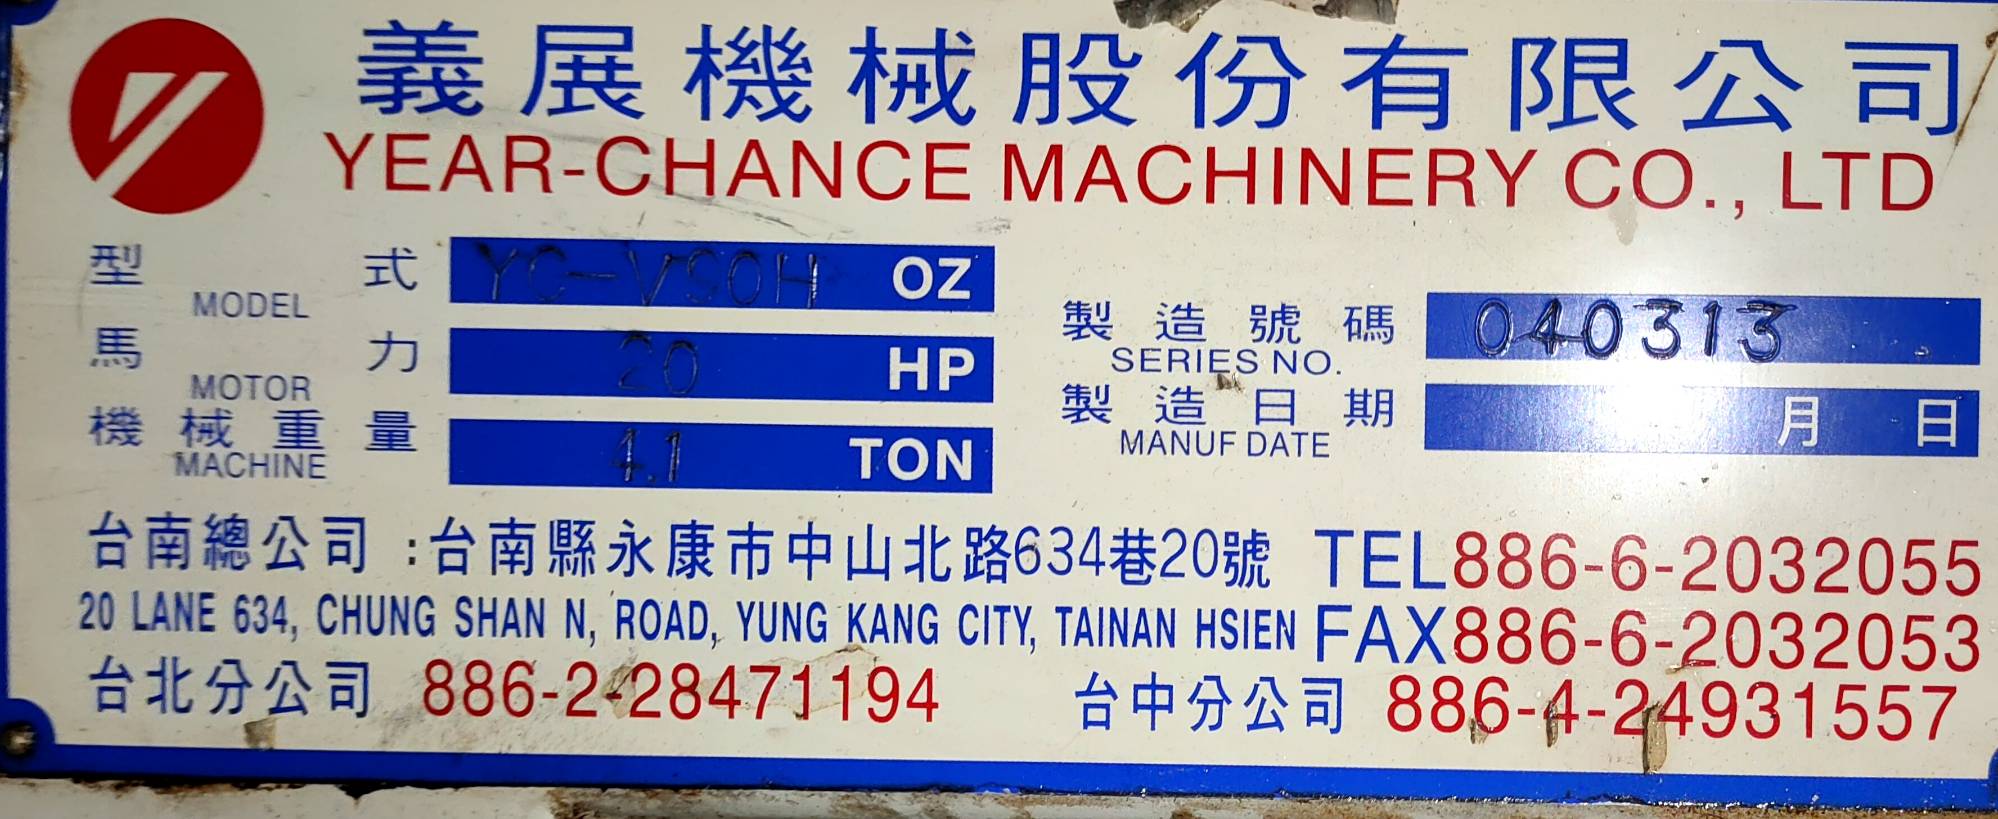 義展機械股份有限公司
YEAR-CHANCE MACHINERY CO., LTD
型 式 YC-V90H OZ
MODEL
馬 力 20 HP
MOTOR
機械重量 4.1 TON
MACHINE
製造號碼 040313
SERIES NO.
製造日期 月 日
MANUF DATE
台南總公司:台南縣永康市中山北路634巷20號 TEL886-6-2032055
20 LANE 634, CHUNG SHAN N, ROAD, YUNG KANG CITY, TAINAN HSIEN FAX886-6-2032053
台北分公司 886-2-28471194 台中分公司 886-4-24931557